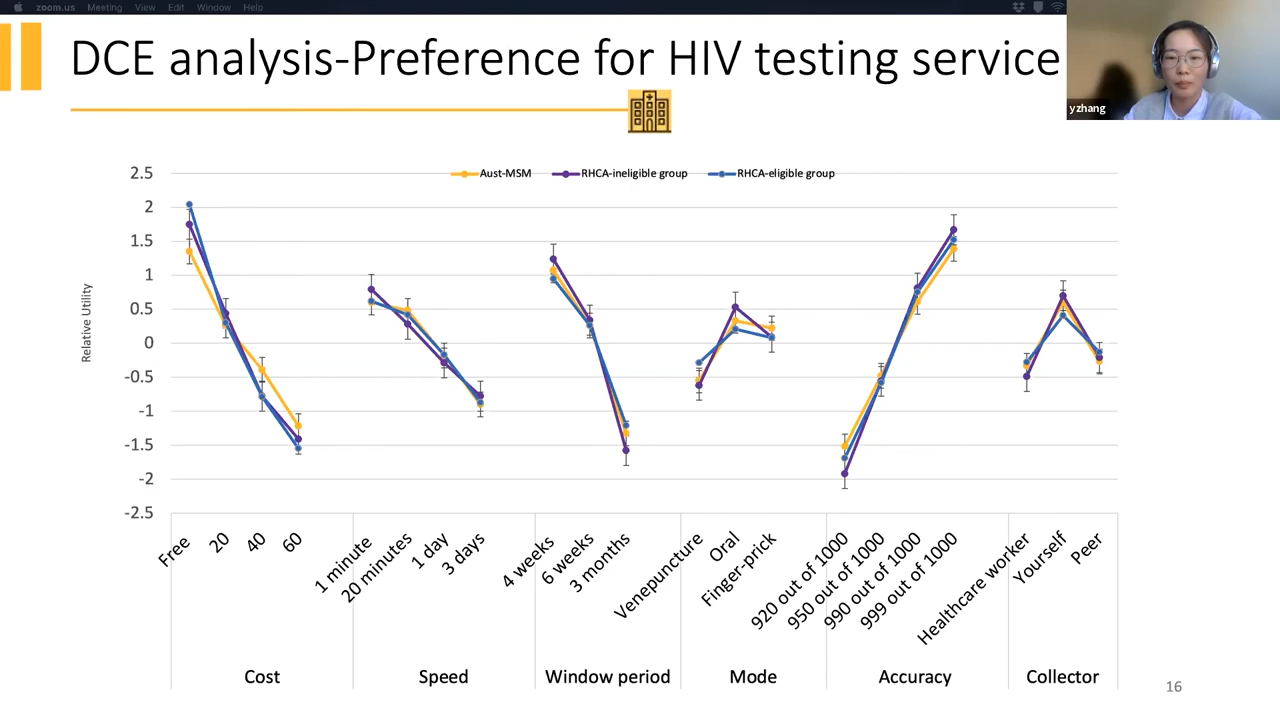 zoom.us Meeting View Edit Window Help
DCE analysis-Preference for HIV testing service
yzhang
Aust-MSM RHCA-ineligible group RHCA-eligible group
2.5
2
1.5
1
0.5
0
-0.5
-1
-1.5
-2
-2.5
Relative Utility
Free 20 40 60 1 minute 20 minutes 1 day 3 days 4 weeks 6 weeks 3 months Venepuncture Oral Finger-prick 920 out of 1000 950 out of 1000 990 out of 1000 999 out of 1000 Healthcare worker Yourself Peer
Cost Speed Window period Mode Accuracy Collector
16